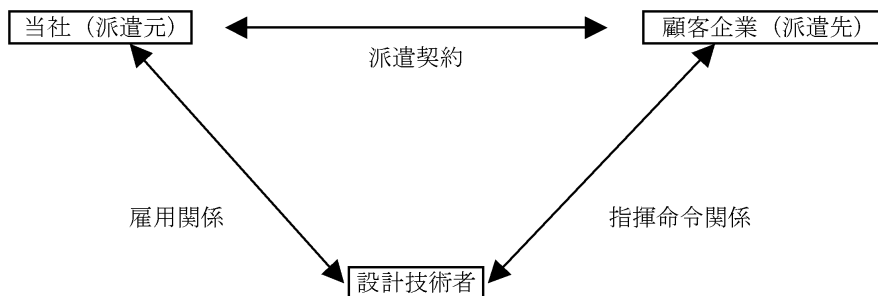 当社（派遣元）
顧客企業（派遣先）
派遣契約
雇用関係
指揮命令関係
設計技術者